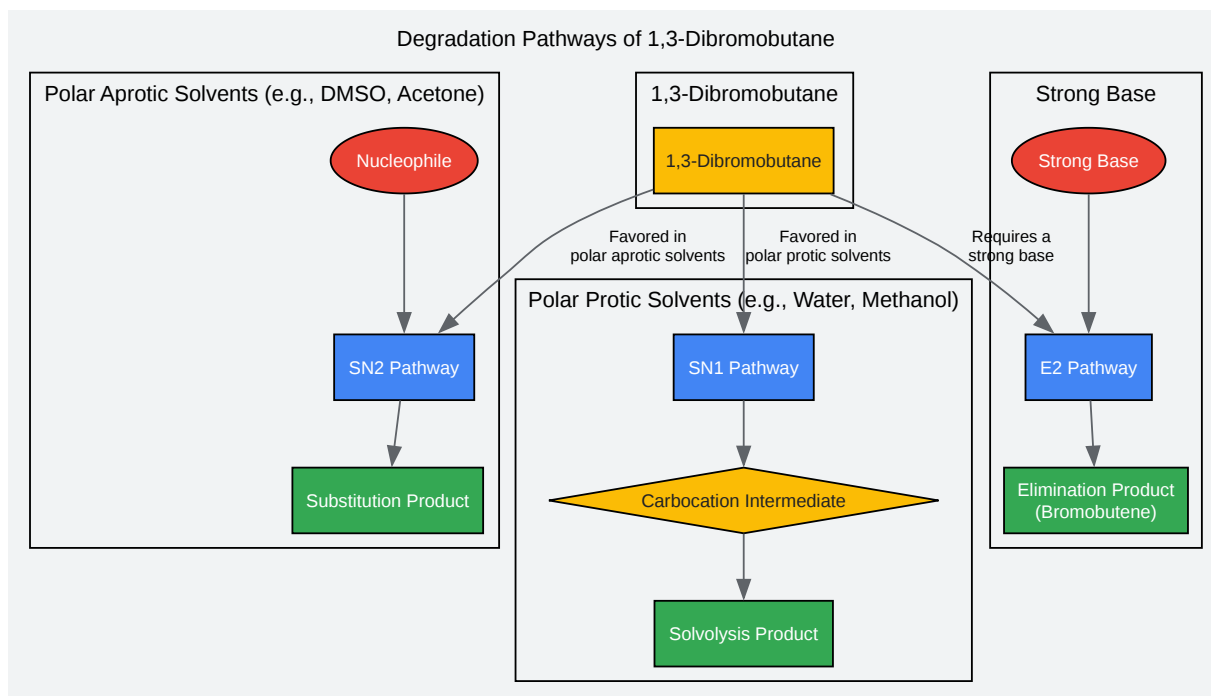 Degradation Pathways of 1,3-Dibromobutane
Polar Aprotic Solvents (e.g., DMSO, Acetone)
1,3-Dibromobutane
Strong Base
Nucleophile
1,3-Dibromobutane
Strong Base
Favored in
polar aprotic solvents
Favored in
polar protic solvents
Requires a
strong base
Polar Protic Solvents (e.g., Water, Methanol)
SN2 Pathway
SN1 Pathway
E2 Pathway
Substitution Product
Carbocation Intermediate
Elimination Product
(Bromobutene)
Solvolysis Product